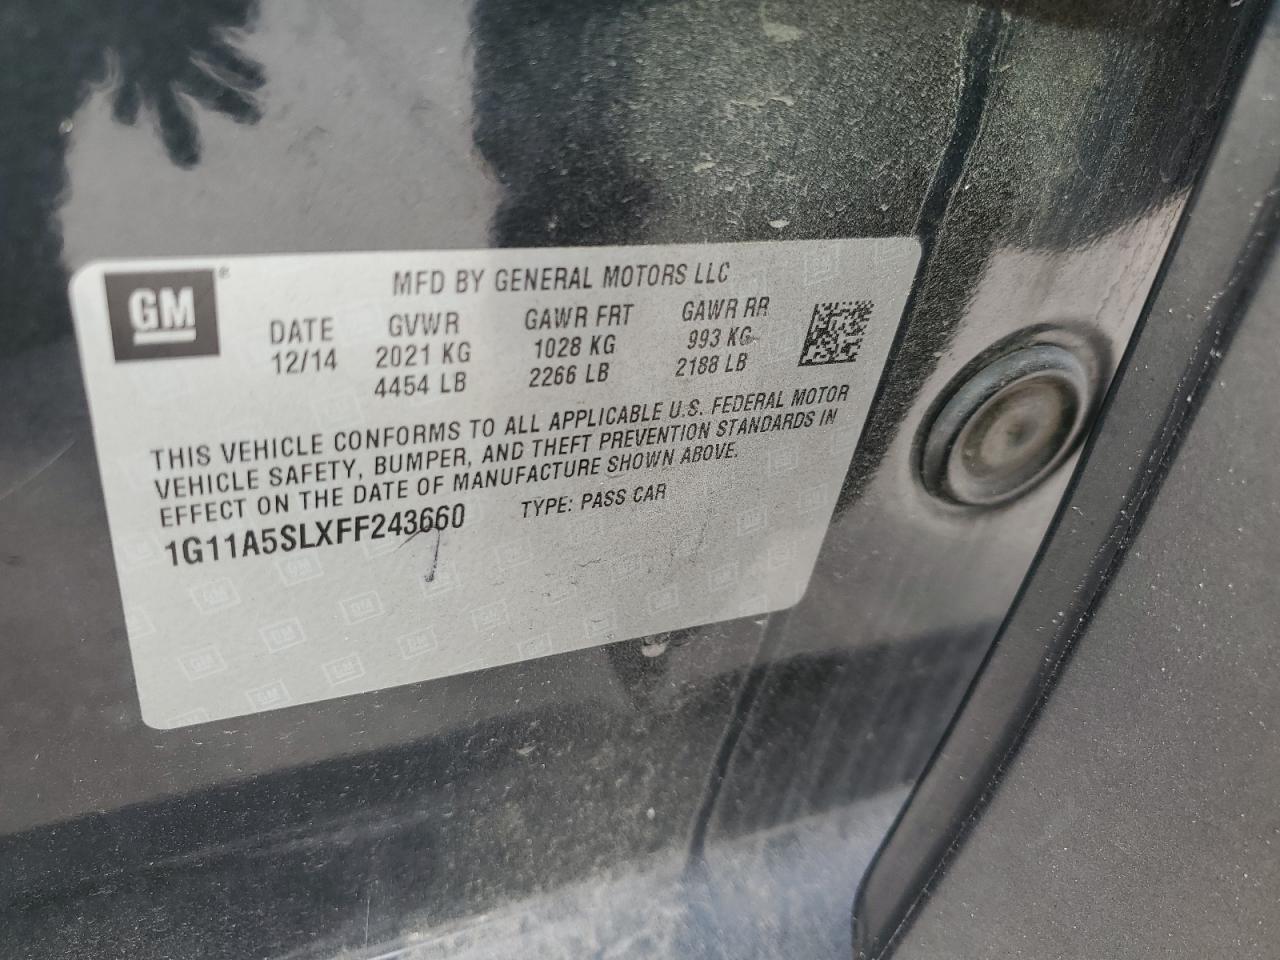 GM®
MFD BY GENERAL MOTORS LLC
DATE GVWR GAWR FRT GAWR RR
12/14 2021 KG 1028 KG 993 KG
4454 LB 2266 LB 2188 LB
THIS VEHICLE CONFORMS TO ALL APPLICABLE U.S. FEDERAL MOTOR
VEHICLE SAFETY, BUMPER, AND THEFT PREVENTION STANDARDS IN
EFFECT ON THE DATE OF MANUFACTURE SHOWN ABOVE.
1G11A5SLXFF243660 TYPE: PASS CAR